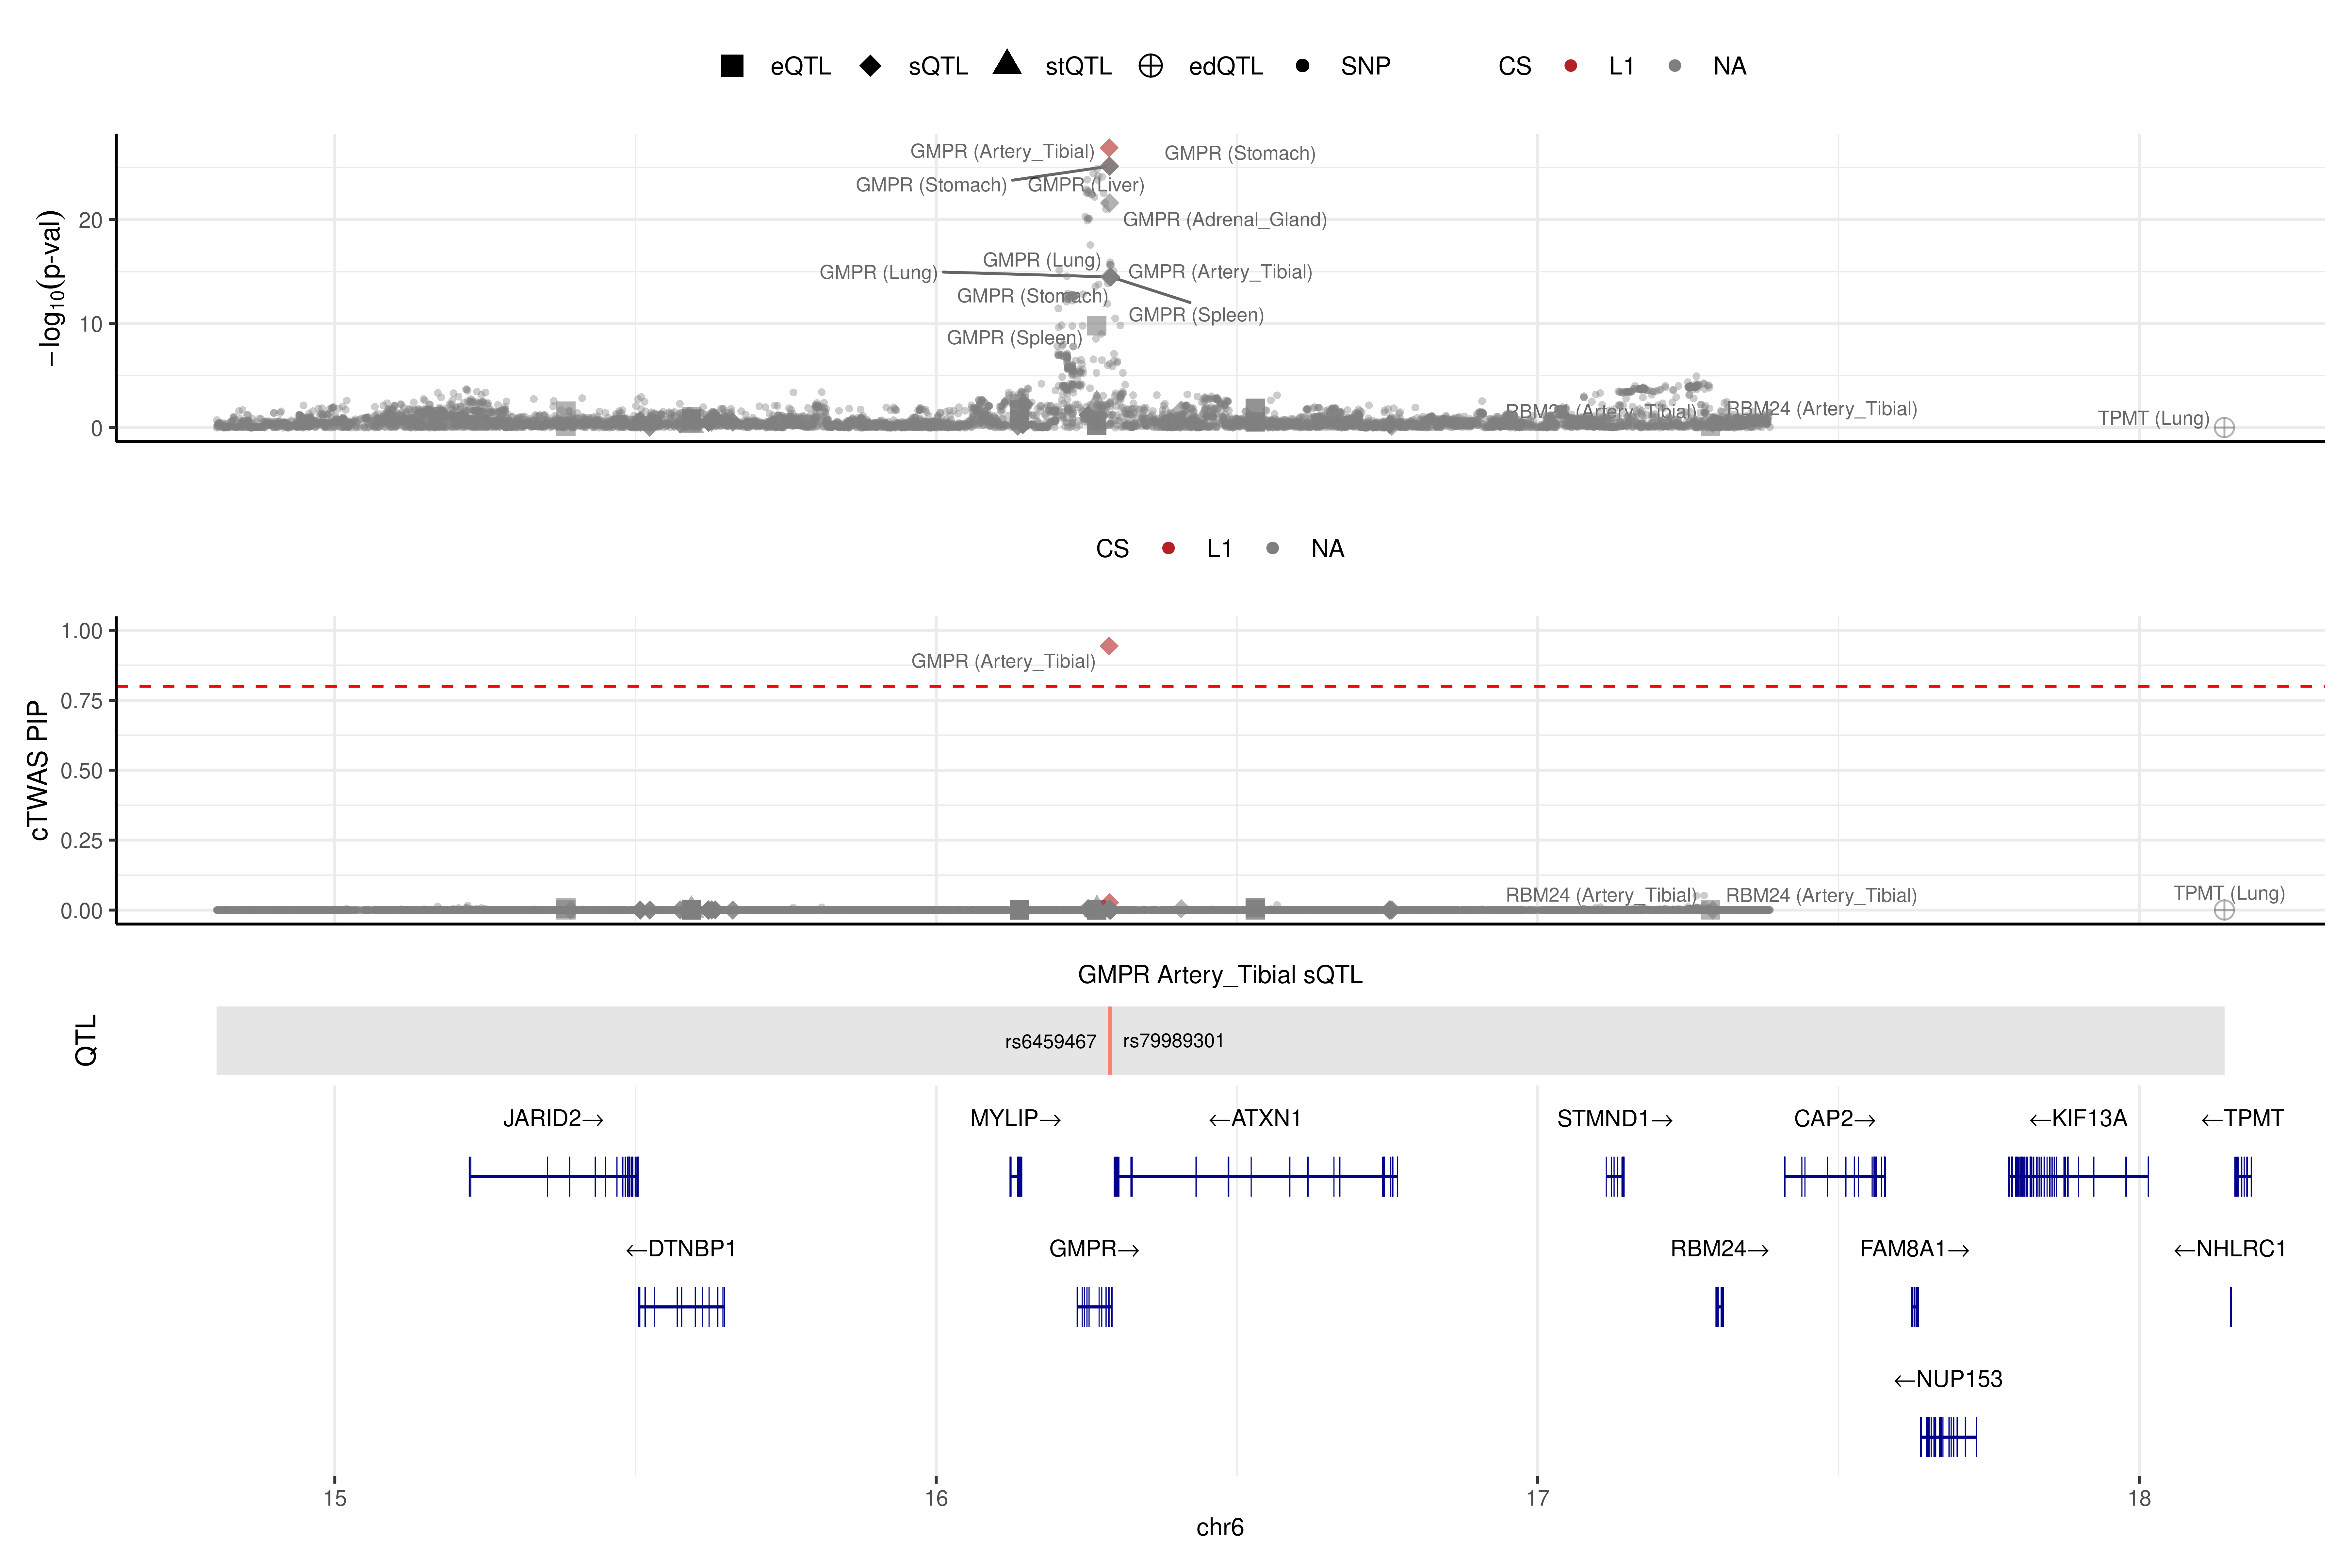 eQTL sQTL stQTL edQTL SNP CS L1 NA
−log10(p-val)
20
10
0
GMPR (Artery_Tibial)
GMPR (Stomach)
GMPR (Stomach)
GMPR (Liver)
GMPR (Adrenal_Gland)
GMPR (Lung)
GMPR (Lung)
GMPR (Artery_Tibial)
GMPR (Stomach)
GMPR (Spleen)
GMPR (Spleen)
RBM24 (Artery_Tibial)
RBM24 (Artery_Tibial)
TPMT (Lung)
CS L1 NA
cTWAS PIP
1.00
0.75
0.50
0.25
0.00
GMPR (Artery_Tibial)
RBM24 (Artery_Tibial)
RBM24 (Artery_Tibial)
TPMT (Lung)
GMPR Artery_Tibial sQTL
QTL
rs6459467 rs79989301
JARID2→ MYLIP→ ←ATXN1 STMND1→ CAP2→ ←KIF13A ←TPMT
←DTNBP1 GMPR→ RBM24→ FAM8A1→ ←NHLRC1
←NUP153
15 16 17 18
chr6